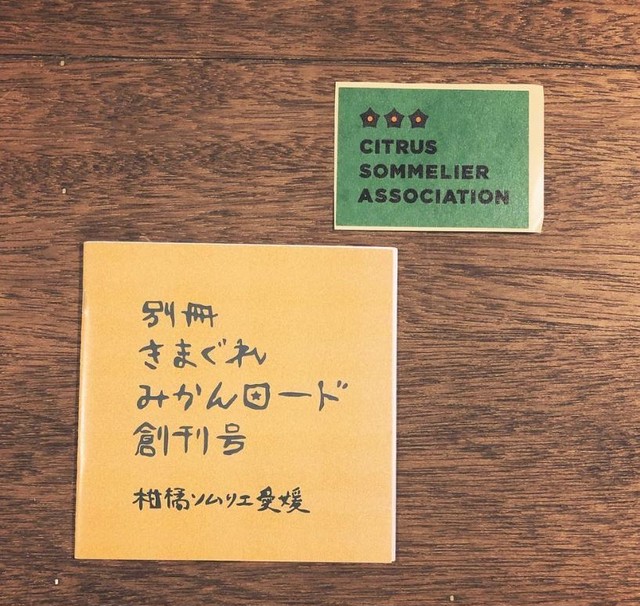 CITRUS
SOMMELIER
ASSOCIATION
別冊
きまぐれ
みかんロード
創刊号
柑橘ソムリエ愛媛